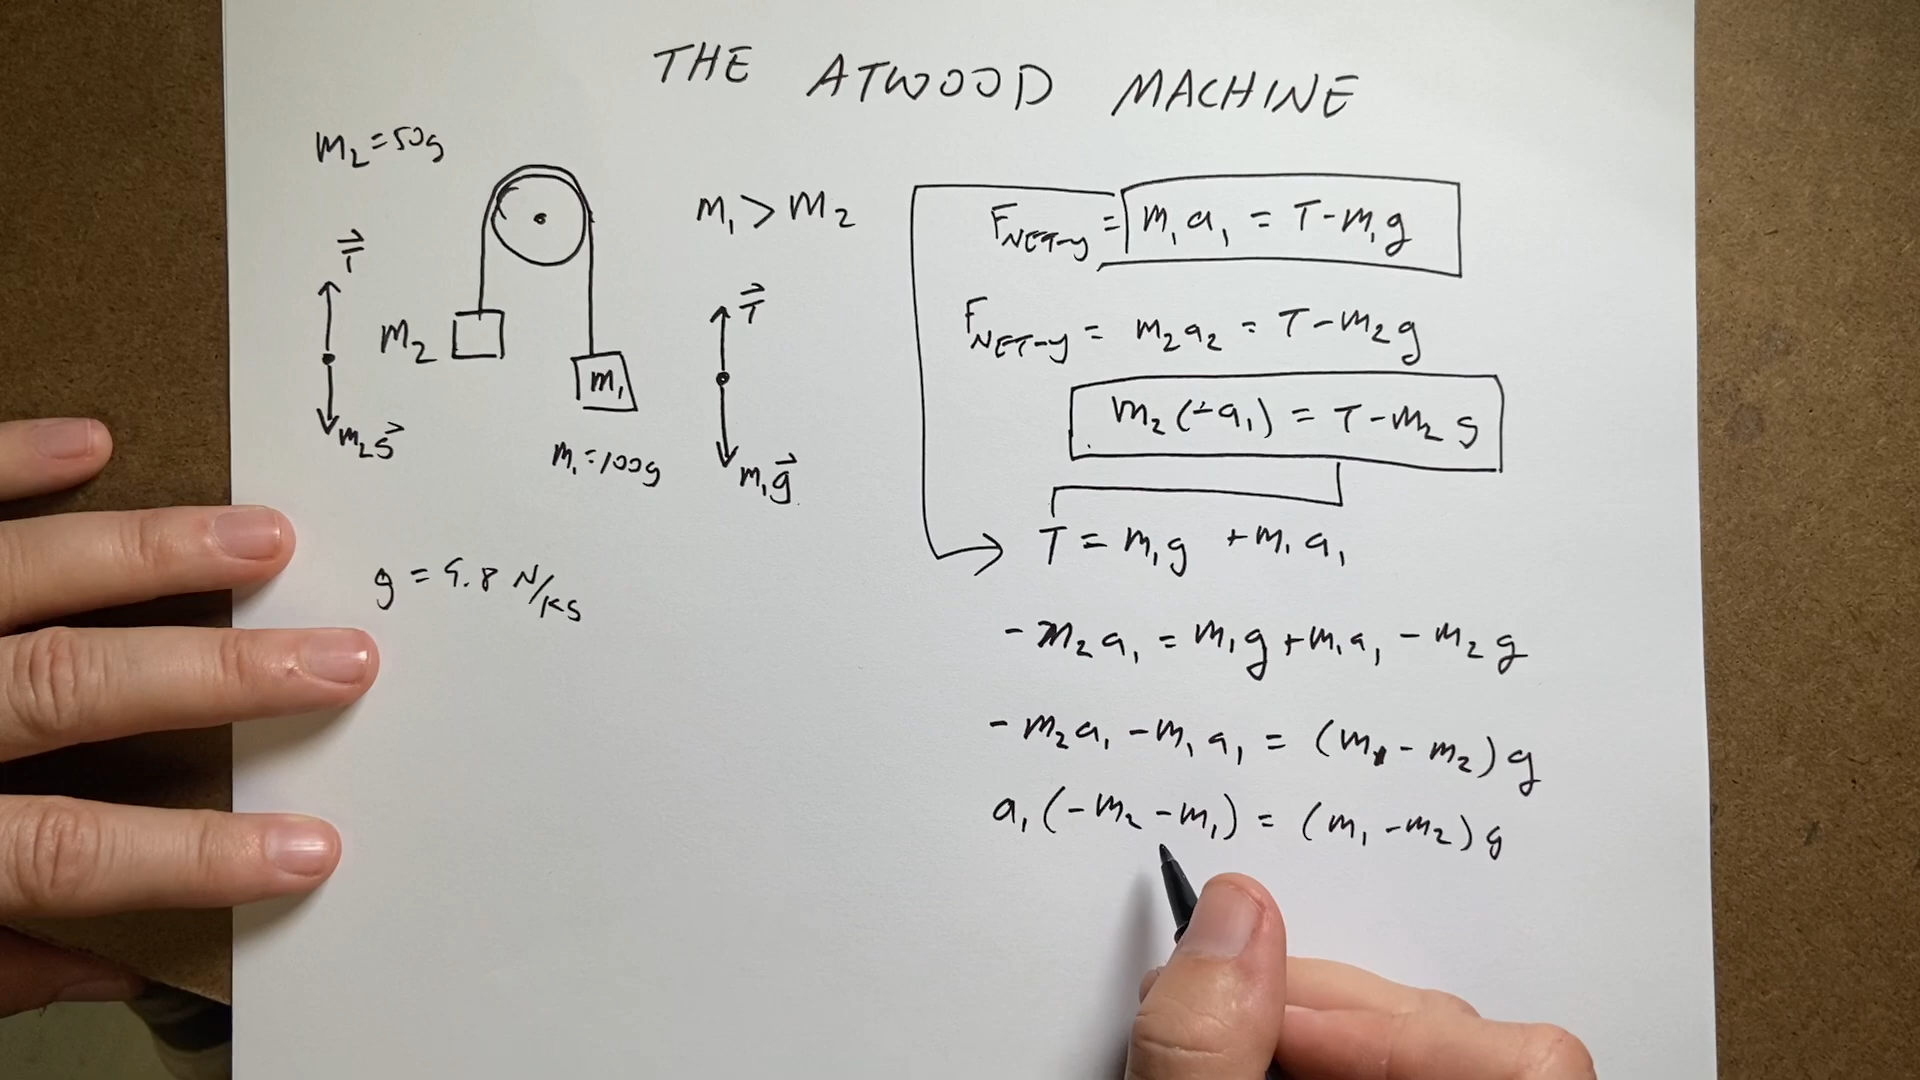 THE ATWOOD MACHINE
m₂ = 50g
m₁ > m₂
T⃗
m₂
m₂g⃗
m₁
m₁ = 100g
T⃗
m₁g⃗
g = 9.8 N/kg
F_NET-y = m₁a₁ = T - m₁g
F_NET-y = m₂a₂ = T - m₂g
m₂(-a₁) = T - m₂g
T = m₁g + m₁a₁
-m₂a₁ = m₁g + m₁a₁ - m₂g
-m₂a₁ - m₁a₁ = (m₁ - m₂)g
a₁(-m₂ - m₁) = (m₁ - m₂)g